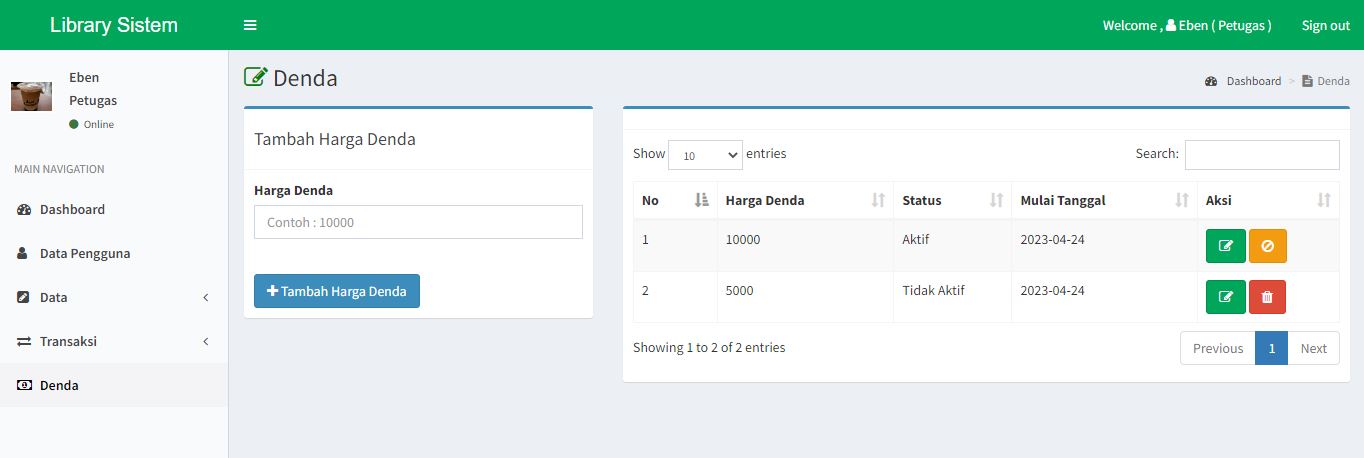 Library Sistem
Welcome , Eben ( Petugas )
Sign out
Eben
Petugas
Online
MAIN NAVIGATION
Dashboard
Data Pengguna
Data
Transaksi
Denda
Denda
Dashboard > Denda
Tambah Harga Denda
Harga Denda
Contoh : 10000
Tambah Harga Denda
Show 10 entries
Search:
No Harga Denda Status Mulai Tanggal Aksi
1 10000 Aktif 2023-04-24
2 5000 Tidak Aktif 2023-04-24
Showing 1 to 2 of 2 entries
Previous 1 Next